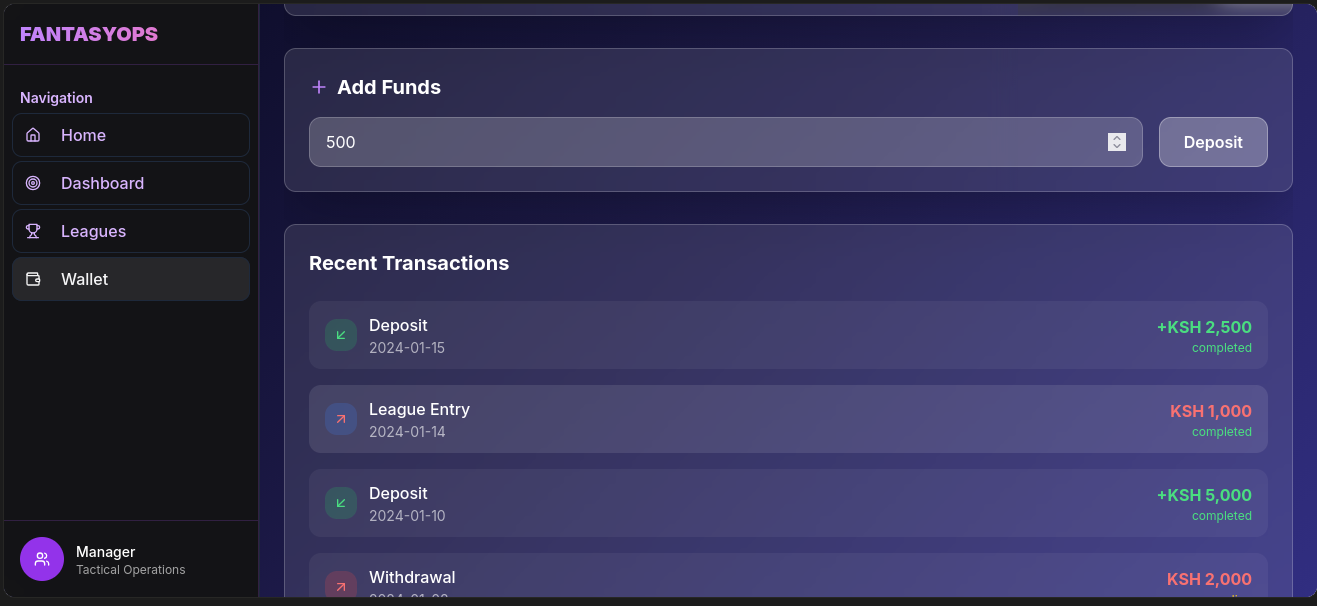 FANTASYOPS
Navigation
Home
Dashboard
Leagues
Wallet
Manager
Tactical Operations
Add Funds
500
Deposit
Recent Transactions
Deposit
2024-01-15
+KSH 2,500
completed
League Entry
2024-01-14
KSH 1,000
completed
Deposit
2024-01-10
+KSH 5,000
completed
Withdrawal
KSH 2,000